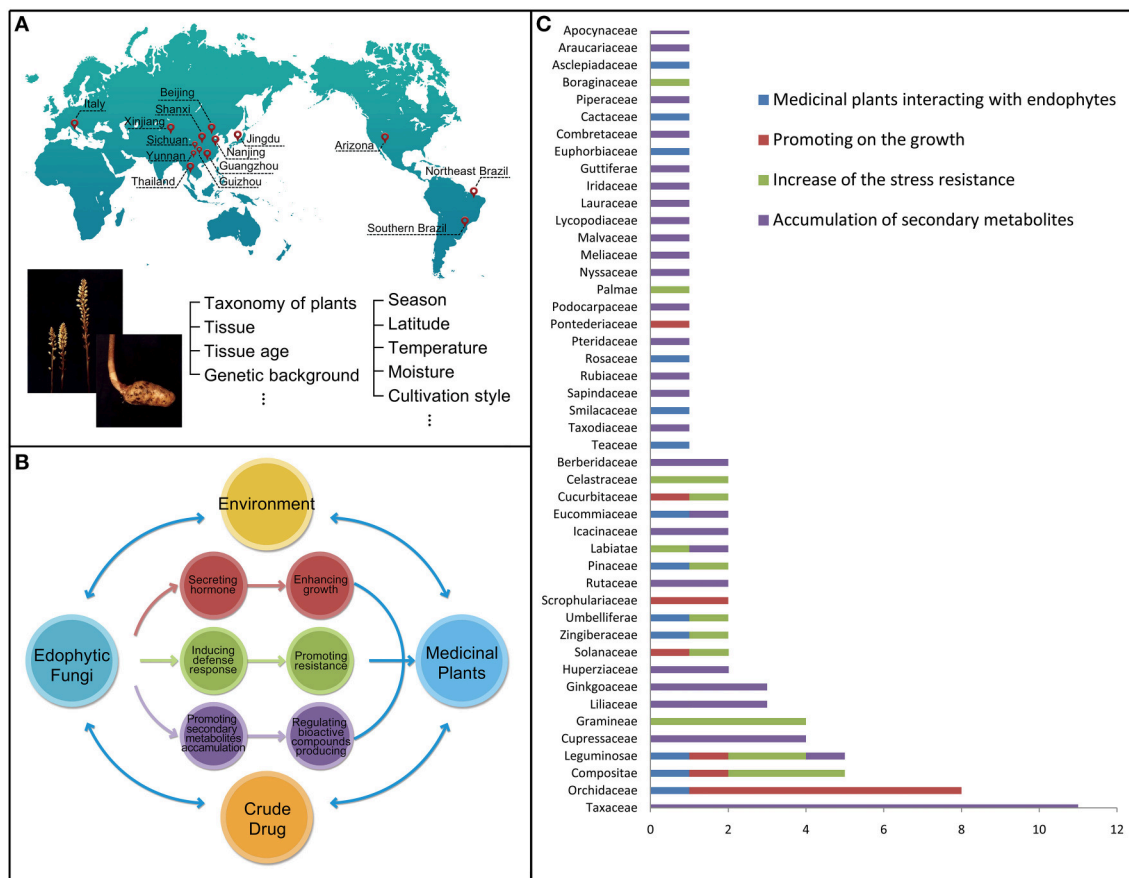 A
Italy
Xinjiang
Beijing
Shanxi
Sichuan
Yunnan
Thailand
Jingdu
Nanjing
Guangzhou
Guizhou
Arizona
Northeast Brazil
Southern Brazil
Taxonomy of plants
Tissue
Tissue age
Genetic background
⋮
Season
Latitude
Temperature
Moisture
Cultivation style
⋮
B
Environment
Secreting
hormone
Enhancing
growth
Edophytic
Fungi
Inducing
defense
response
Promoting
resistance
Medicinal
Plants
Promoting
secondary
metabolites
accumulation
Regulating
bioactive
compounds
producing
Crude
Drug
C
Apocynaceae
Araucariaceae
Asclepiadaceae
Boraginaceae
Piperaceae
Cactaceae
Combretaceae
Euphorbiaceae
Guttiferae
Iridaceae
Lauraceae
Lycopodiaceae
Malvaceae
Meliaceae
Nyssaceae
Palmae
Podocarpaceae
Pontederiaceae
Pteridaceae
Rosaceae
Rubiaceae
Sapindaceae
Smilacaceae
Taxodiaceae
Teaceae
Berberidaceae
Celastraceae
Cucurbitaceae
Eucommiaceae
Icacinaceae
Labiatae
Pinaceae
Rutaceae
Scrophulariaceae
Umbelliferae
Zingiberaceae
Solanaceae
Huperziaceae
Ginkgoaceae
Liliaceae
Gramineae
Cupressaceae
Leguminosae
Compositae
Orchidaceae
Taxaceae
0 2 4 6 8 10 12
Medicinal plants interacting with endophytes
Promoting on the growth
Increase of the stress resistance
Accumulation of secondary metabolites